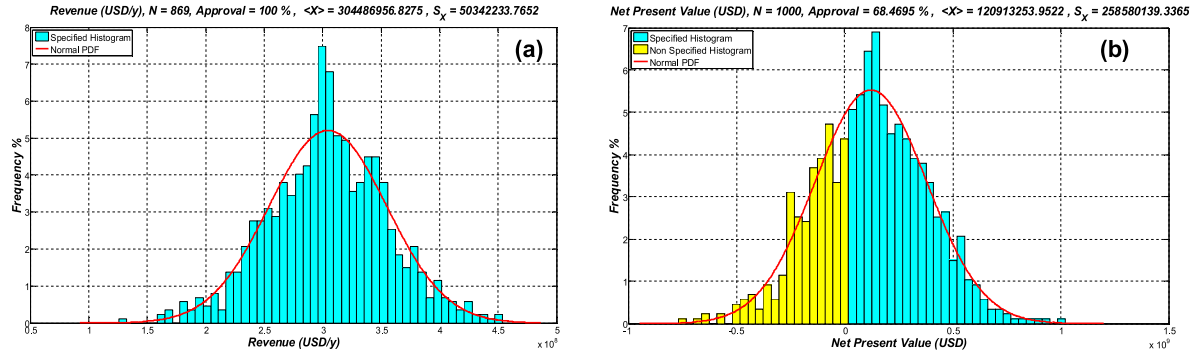 Revenue (USD/y), N = 869, Approval = 100 % , <X> = 304486956.8275 , S_X = 50342233.7652
Specified Histogram
Normal PDF
(a)
Frequency %
8
7
6
5
4
3
2
1
0
0.5
1
1.5
2
2.5
3
3.5
4
4.5
5
x 10^8
Revenue (USD/y)
Net Present Value (USD), N = 1000, Approval = 68.4695 % , <X> = 120913253.9522 , S_X = 258580139.3365
Specified Histogram
Non Specified Histogram
Normal PDF
(b)
Frequency %
7
6
5
4
3
2
1
0
-1
-0.5
0
0.5
1
1.5
x 10^9
Net Present Value (USD)